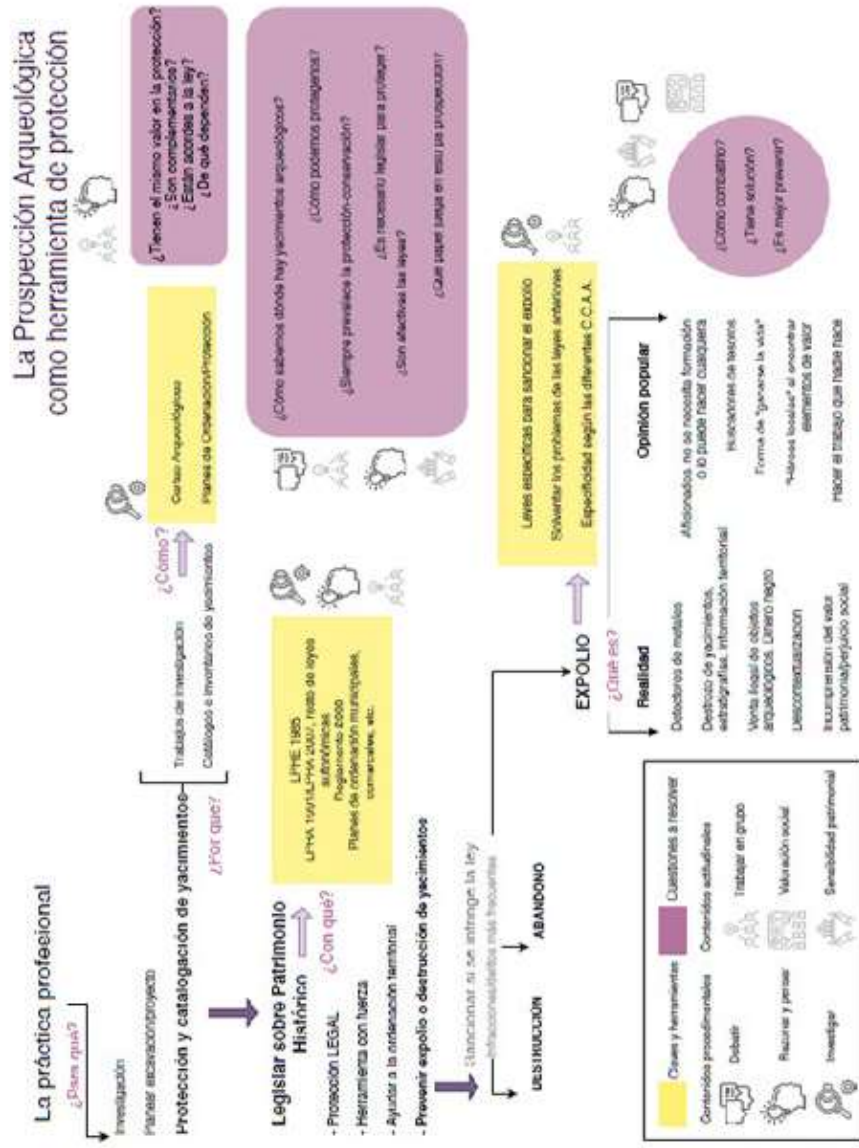 La Prospección Arqueológica
como herramienta de protección
La práctica profesional
¿Para qué?
Investigación
Planear excavación/proyecto
Protección y catalogación de yacimientos
¿Por qué?
Trabajos de investigación
Catálogos o inventarios de yacimientos
¿Cómo?
Cartas Arqueológicas
Planes de Ordenación/Protección
¿Tienen el mismo valor en la protección?
¿Son complementarios?
¿Están acordes a la ley?
¿De qué dependen?
Legislar sobre Patrimonio
Histórico
- Protección LEGAL
- Herramienta con fuerza
- Ayudar a la ordenación territorial
- Prevenir expolio o destrucción de yacimientos
¿Con qué?
LPHE 1985
LPHA 1991/LPHA 2007, resto de leyes
autonómicas
Reglamento 2000
Planes de ordenación municipales,
comarcales, etc.
¿Cómo sabemos dónde hay yacimientos arqueológicos?
¿Cómo podemos protegerlos?
¿Siempre prevalece la protección-conservación?
¿Es necesario legislar para proteger?
¿Son efectivas las leyes?
¿Qué papel juega en esto la prospección?
Sancionar si se infringe la ley
Infracciones/delitos más frecuentes
DESTRUCCIÓN
ABANDONO
EXPOLIO
Leyes específicas para sancionar el expolio
Solventar los problemas de las leyes anteriores
Especificidad según las diferentes C.C.A.A.
¿Qué es?
Realidad
Detectores de metales
Destrozo de yacimientos,
estratigrafías, información territorial
Venta ilegal de objetos
arqueológicos. Dinero negro
Descontextualización
Incomprensión del valor
patrimonial/perjuicio social
Opinión popular
Aficionados, no se necesita formación
o lo puede hacer cualquiera
Buscadores de tesoros
Forma de "ganarse la vida"
"Héroes locales" al encontrar
elementos de valor
Hacer el trabajo que nadie hace
¿Cómo combatirlo?
¿Tiene solución?
¿Es mejor prevenir?
Claves y herramientas
Cuestiones a resolver
Contenidos procedimentales
Contenidos actitudinales
Debatir
Trabajar en grupo
Razonar y pensar
Valoración social
Investigar
Sensibilidad patrimonial